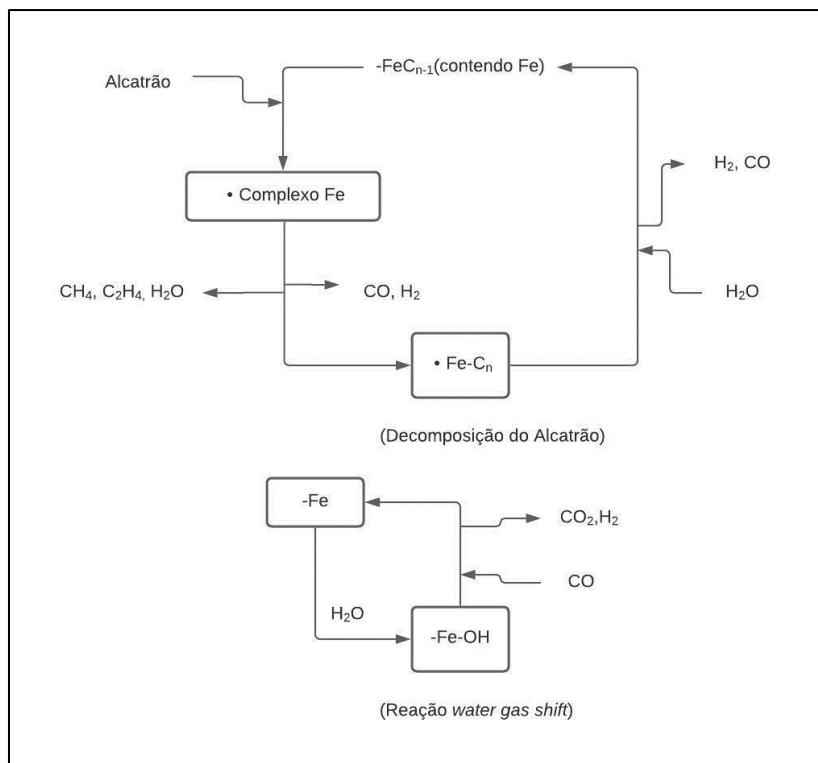 -FeCₙ₋₁(contendo Fe)
Alcatrão
• Complexo Fe
H₂, CO
CH₄, C₂H₄, H₂O
CO, H₂
H₂O
• Fe-Cₙ
(Decomposição do Alcatrão)
-Fe
CO₂,H₂
CO
H₂O
-Fe-OH
(Reação water gas shift)